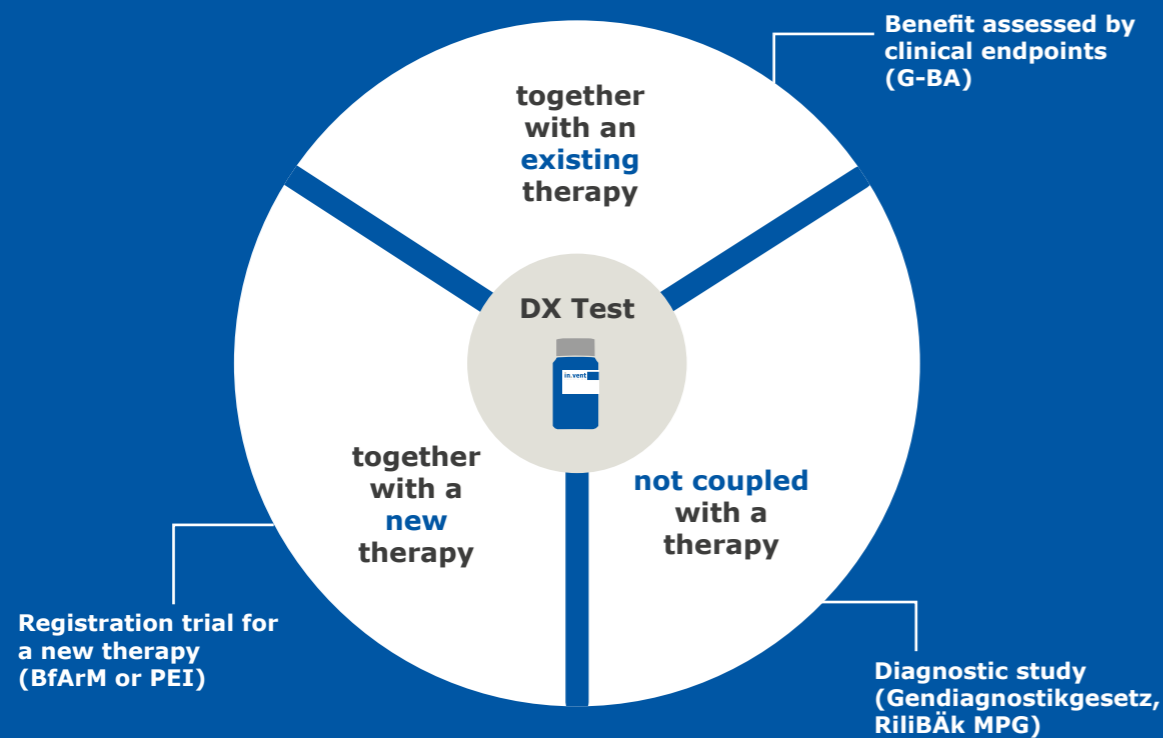 Benefit assessed by
clinical endpoints
(G-BA)
together
with an
existing
therapy
DX Test
in.vent
together
with a
new
therapy
not coupled
with a
therapy
Registration trial for
a new therapy
(BfArM or PEI)
Diagnostic study
(Gendiagnostikgesetz,
RiliBÄk MPG)